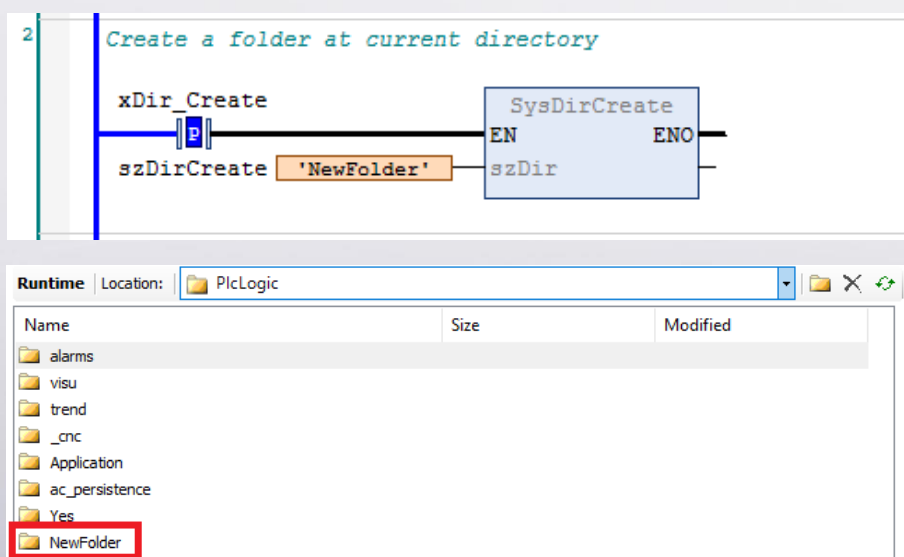 2
Create a folder at current directory
xDir_Create
P
SysDirCreate
EN ENO
szDirCreate 'NewFolder' szDir
Runtime Location: PlcLogic
Name Size Modified
alarms
visu
trend
_cnc
Application
ac_persistence
Yes
NewFolder